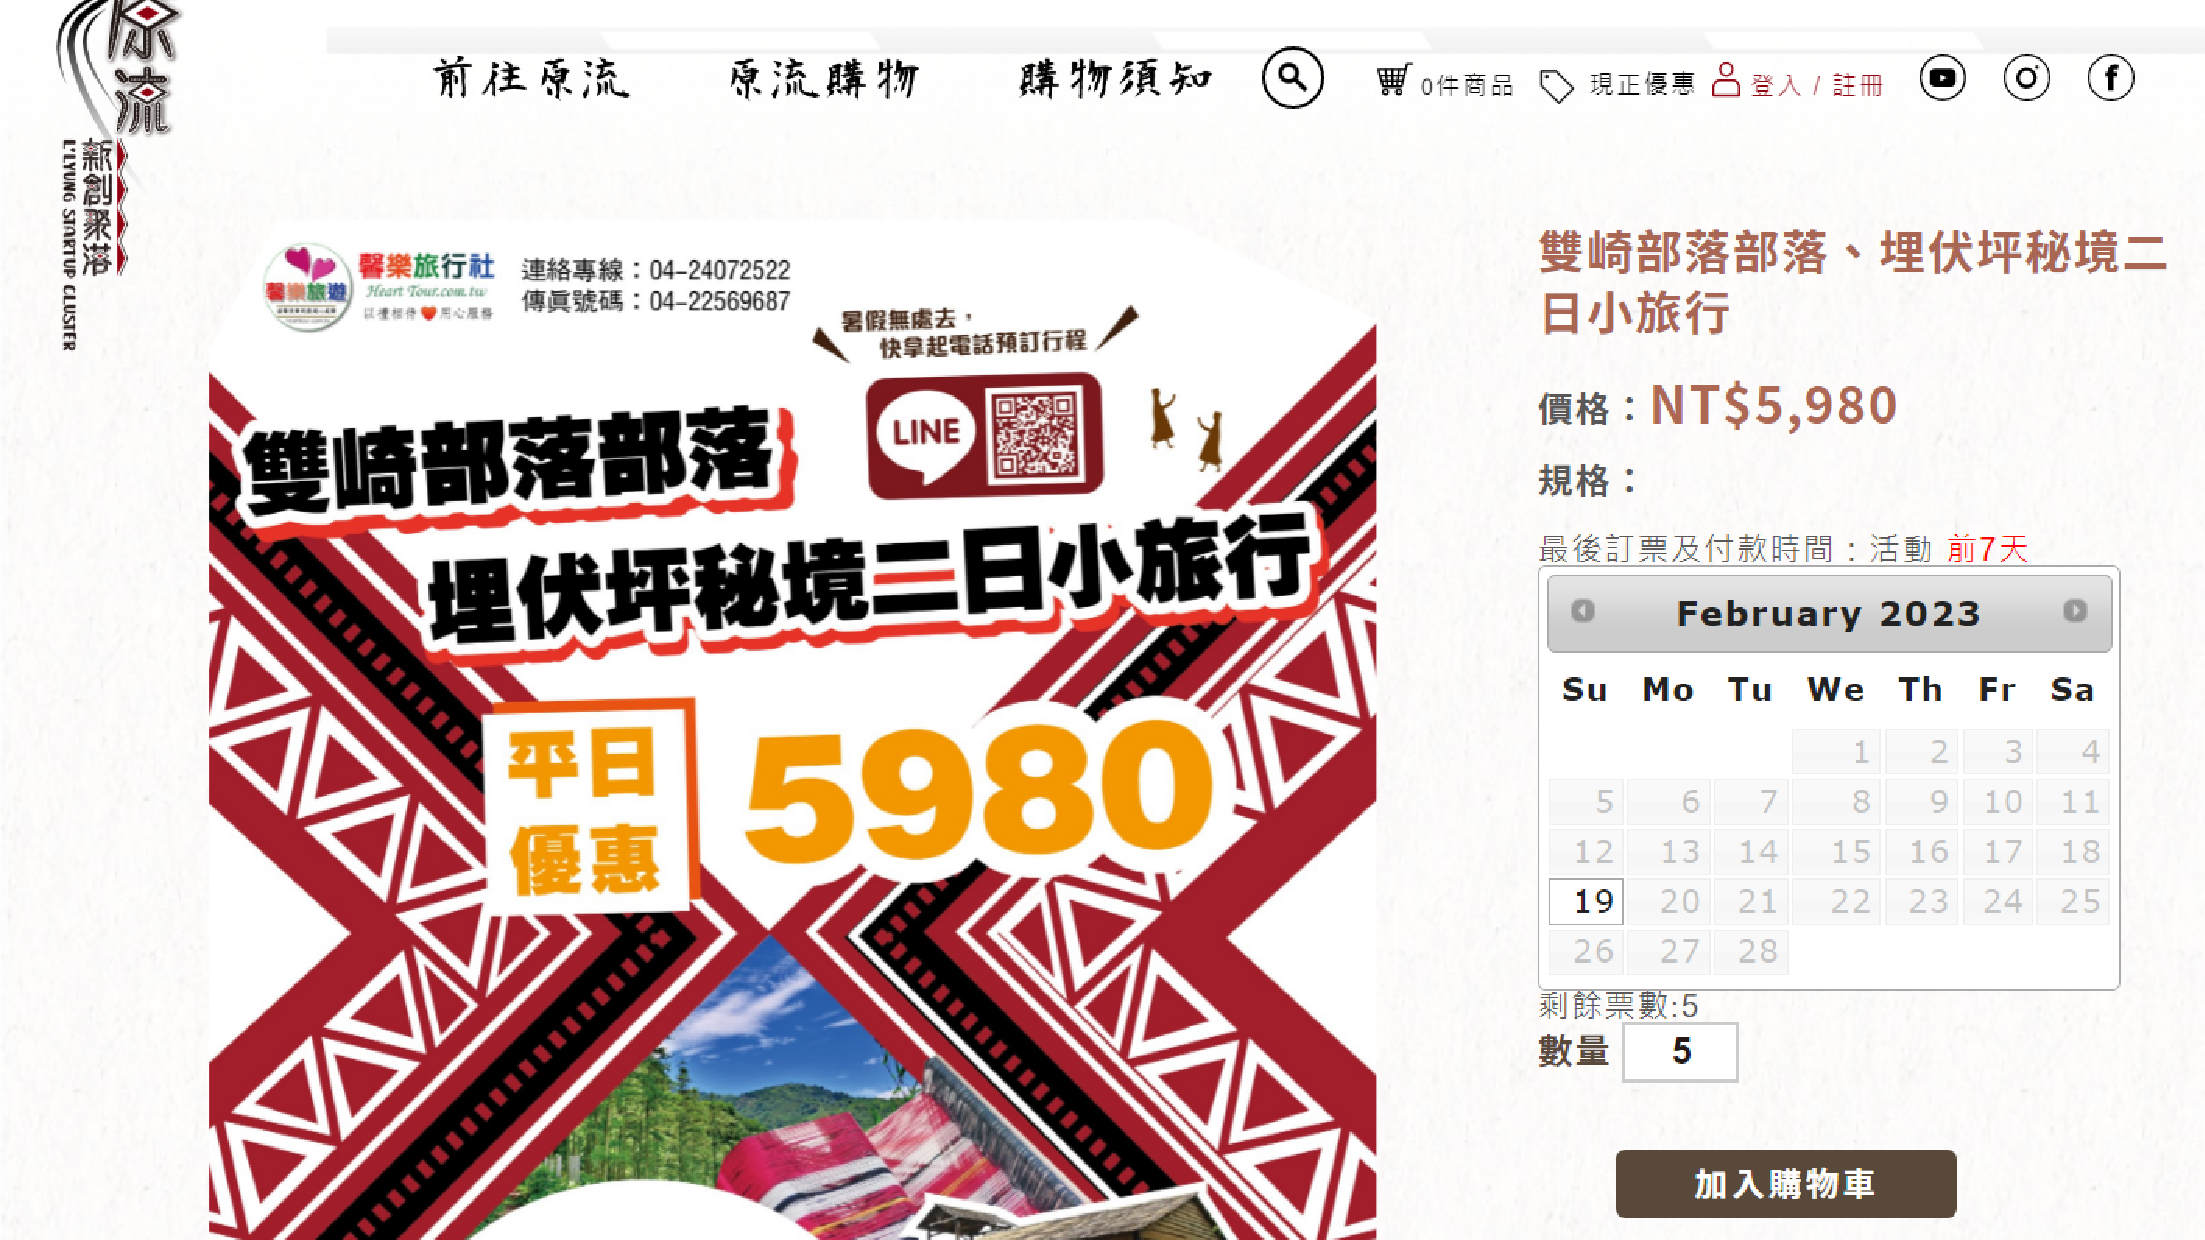 原流
新創聚落
L'LYUNG STARTUP CLUSTER
前往原流
原流購物
購物須知
0件商品
現正優惠
登入 / 註冊
馨樂旅遊
馨樂旅行社
Heart Tour.com.tw
以禮相待❤用心服務
連絡專線：04-24072522
傳真號碼：04-22569687
暑假無處去，
快拿起電話預訂行程
LINE
雙崎部落部落
埋伏坪秘境二日小旅行
平日
優惠
5980
雙崎部落部落、埋伏坪秘境二
日小旅行
價格：NT$5,980
規格：
最後訂票及付款時間：活動 前7天
February 2023
Su Mo Tu We Th Fr Sa
1 2 3 4
5 6 7 8 9 10 11
12 13 14 15 16 17 18
19 20 21 22 23 24 25
26 27 28
剩餘票數:5
數量 5
加入購物車